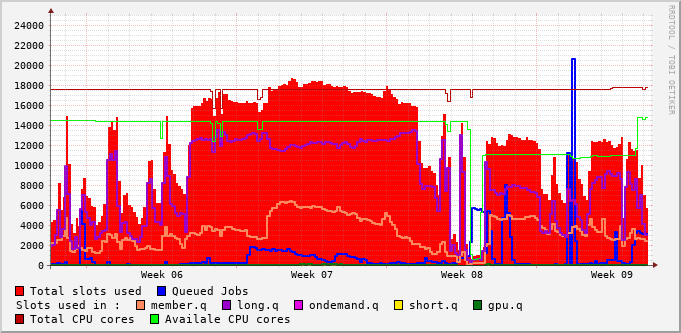 RRDTOOL / TOBI OETIKER
24000
22000
20000
18000
16000
14000
12000
10000
8000
6000
4000
2000
0
Week 06 Week 07 Week 08 Week 09
Total slots used Queued Jobs
Slots used in : member.q long.q ondemand.q short.q gpu.q
Total CPU cores Availale CPU cores